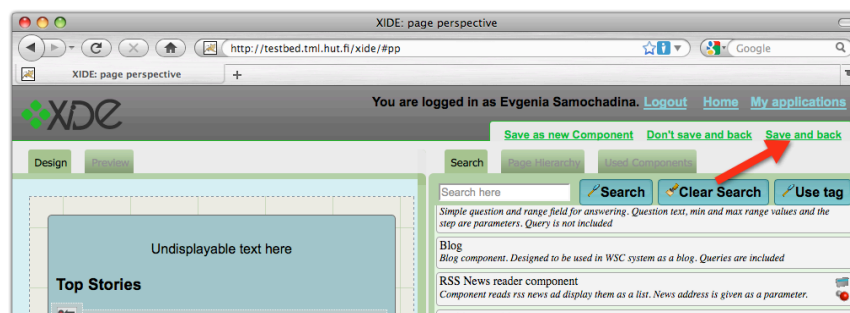 XIDE: page perspective
http://testbed.tml.hut.fi/xide/#pp
Google
XIDE: page perspective
+
XIDE
You are logged in as Evgenia Samochadina. Logout Home My applications
Save as new Component Don't save and back Save and back
Design Preview
Search Page Hierarchy Used Components
Search here Search Clear Search Use tag
Simple question and range field for answering. Question text, min and max range values and the
step are parameters. Query is not included
Blog
Blog component. Designed to be used in WSC system as a blog. Queries are included
RSS News reader component
Component reads rss news ad display them as a list. News address is given as a parameter.
Undisplayable text here
Top Stories